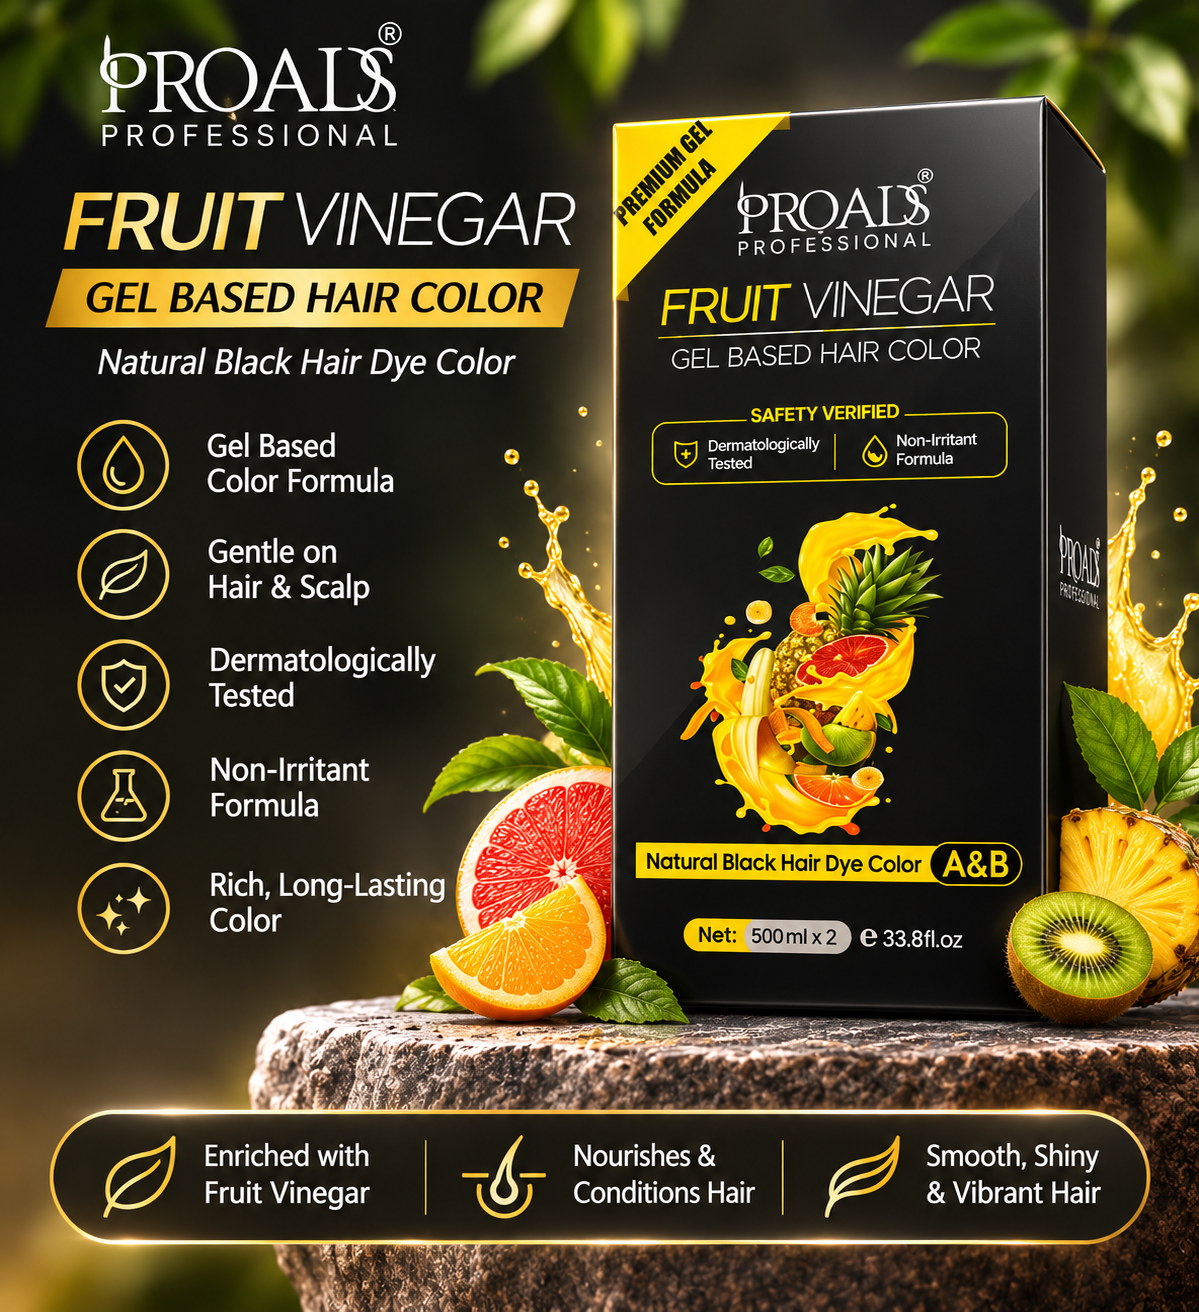 PROALS®
PROFESSIONAL
FRUIT VINEGAR
GEL BASED HAIR COLOR
Natural Black Hair Dye Color
Gel Based
Color Formula
Gentle on
Hair & Scalp
Dermatologically
Tested
Non-Irritant
Formula
Rich, Long-Lasting
Color
PREMIUM GEL
FORMULA
PROALS®
PROFESSIONAL
FRUIT VINEGAR
GEL BASED HAIR COLOR
SAFETY VERIFIED
Dermatologically
Tested
Non-Irritant
Formula
Natural Black Hair Dye Color A&B
Net: 500ml x 2 e 33.8fl.oz
PROALS®
PROFESSIONAL
Enriched with
Fruit Vinegar
Nourishes &
Conditions Hair
Smooth, Shiny
& Vibrant Hair